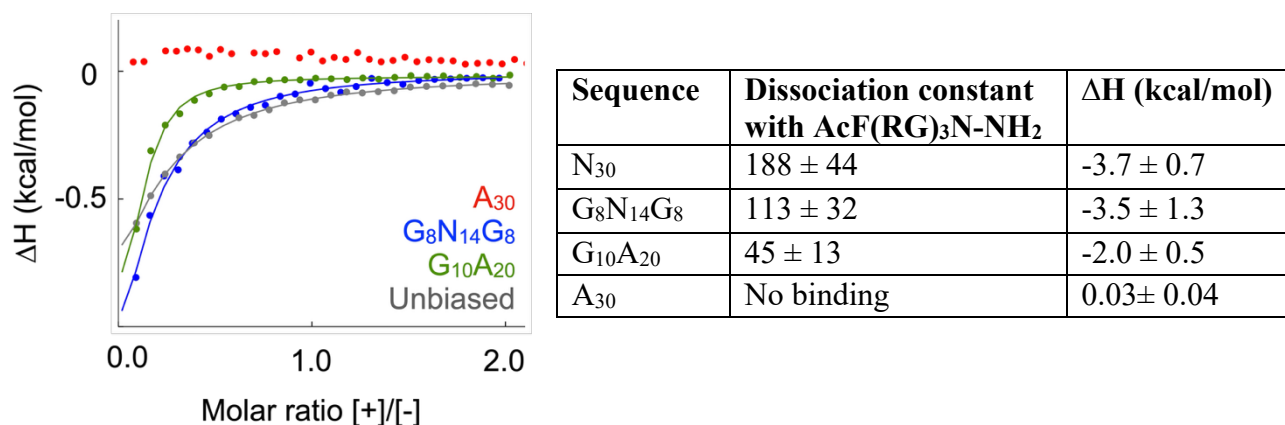 0
-0.5
ΔH (kcal/mol)
A₃₀
G₈N₁₄G₈
G₁₀A₂₀
Unbiased
0.0 1.0 2.0
Molar ratio [+]/[-]
Sequence Dissociation constant with AcF(RG)₃N-NH₂ ΔH (kcal/mol)
N₃₀ 188 ± 44 -3.7 ± 0.7
G₈N₁₄G₈ 113 ± 32 -3.5 ± 1.3
G₁₀A₂₀ 45 ± 13 -2.0 ± 0.5
A₃₀ No binding 0.03± 0.04